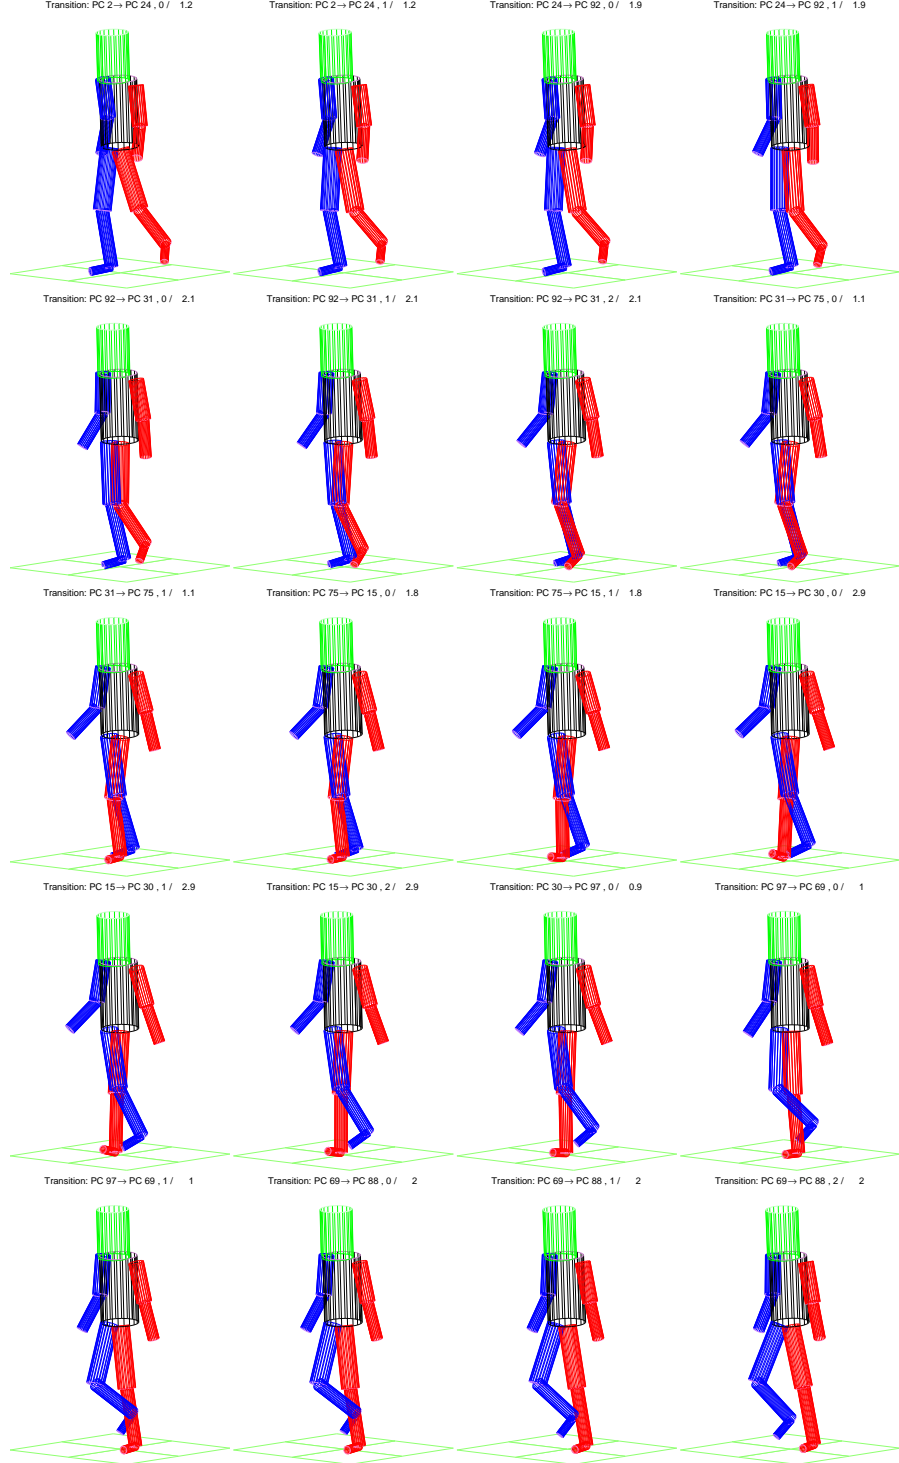 Transition: PC 2→ PC 24 , 0 / 1.2
Transition: PC 2→ PC 24 , 1 / 1.2
Transition: PC 24→ PC 92 , 0 / 1.9
Transition: PC 24→ PC 92 , 1 / 1.9
Transition: PC 92→ PC 31 , 0 / 2.1
Transition: PC 92→ PC 31 , 1 / 2.1
Transition: PC 92→ PC 31 , 2 / 2.1
Transition: PC 31→ PC 75 , 0 / 1.1
Transition: PC 31→ PC 75 , 1 / 1.1
Transition: PC 75→ PC 15 , 0 / 1.8
Transition: PC 75→ PC 15 , 1 / 1.8
Transition: PC 15→ PC 30 , 0 / 2.9
Transition: PC 15→ PC 30 , 1 / 2.9
Transition: PC 15→ PC 30 , 2 / 2.9
Transition: PC 30→ PC 97 , 0 / 0.9
Transition: PC 97→ PC 69 , 0 / 1
Transition: PC 97→ PC 69 , 1 / 1
Transition: PC 69→ PC 88 , 0 / 2
Transition: PC 69→ PC 88 , 1 / 2
Transition: PC 69→ PC 88 , 2 / 2